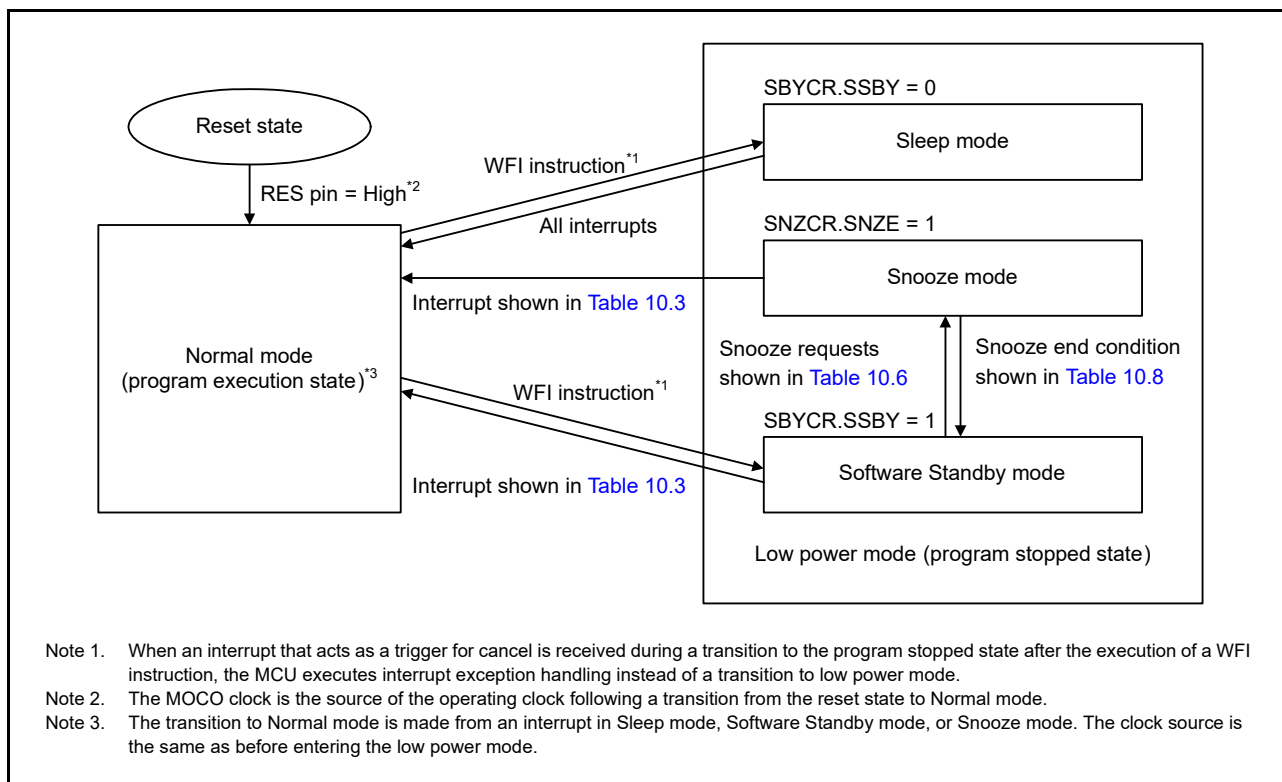 SBYCR.SSBY = 0
Reset state
Sleep mode
WFI instruction*1
RES pin = High*2
All interrupts
SNZCR.SNZE = 1
Snooze mode
Interrupt shown in Table 10.3
Normal mode
(program execution state)*3
Snooze requests
shown in Table 10.6
Snooze end condition
shown in Table 10.8
WFI instruction*1
SBYCR.SSBY = 1
Software Standby mode
Interrupt shown in Table 10.3
Low power mode (program stopped state)
Note 1. When an interrupt that acts as a trigger for cancel is received during a transition to the program stopped state after the execution of a WFI
instruction, the MCU executes interrupt exception handling instead of a transition to low power mode.
Note 2. The MOCO clock is the source of the operating clock following a transition from the reset state to Normal mode.
Note 3. The transition to Normal mode is made from an interrupt in Sleep mode, Software Standby mode, or Snooze mode. The clock source is
the same as before entering the low power mode.